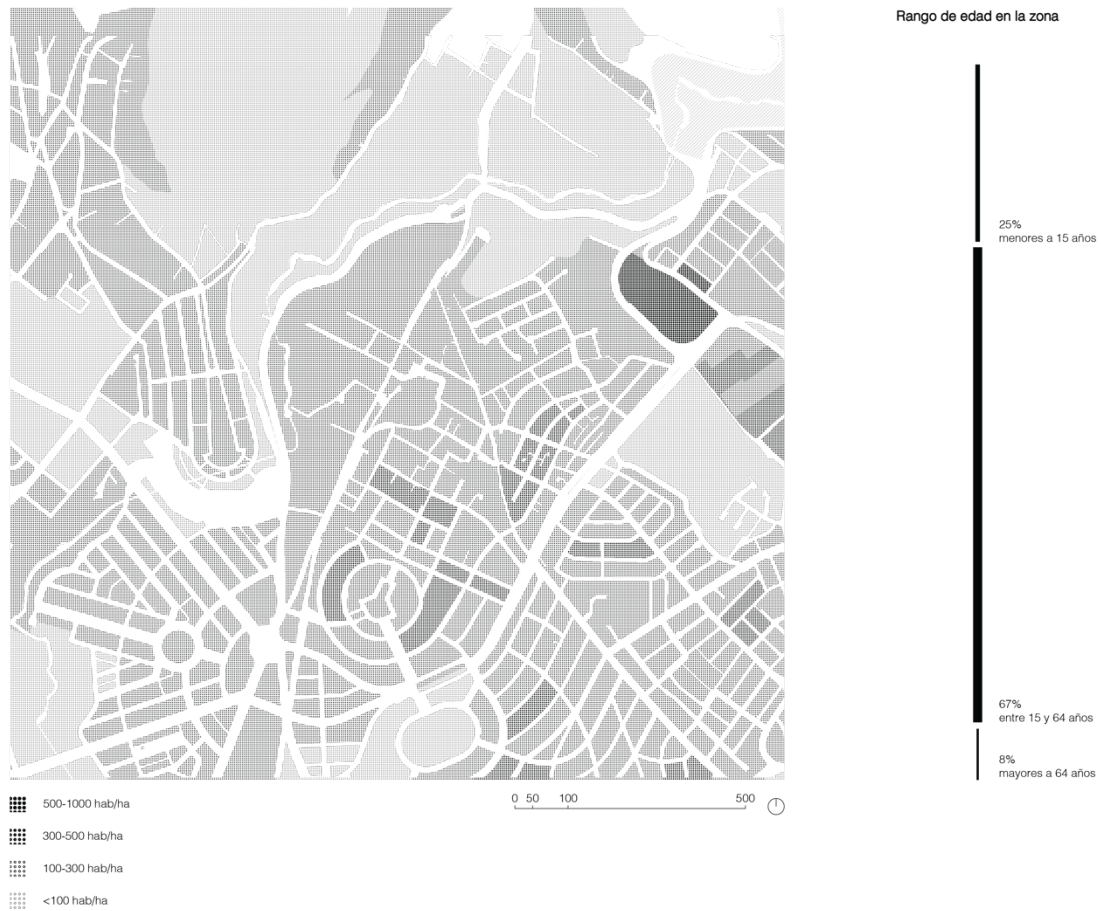 Rango de edad en la zona
25%
menores a 15 años
67%
entre 15 y 64 años
8%
mayores a 64 años
500-1000 hab/ha
300-500 hab/ha
100-300 hab/ha
<100 hab/ha
0 50 100 500